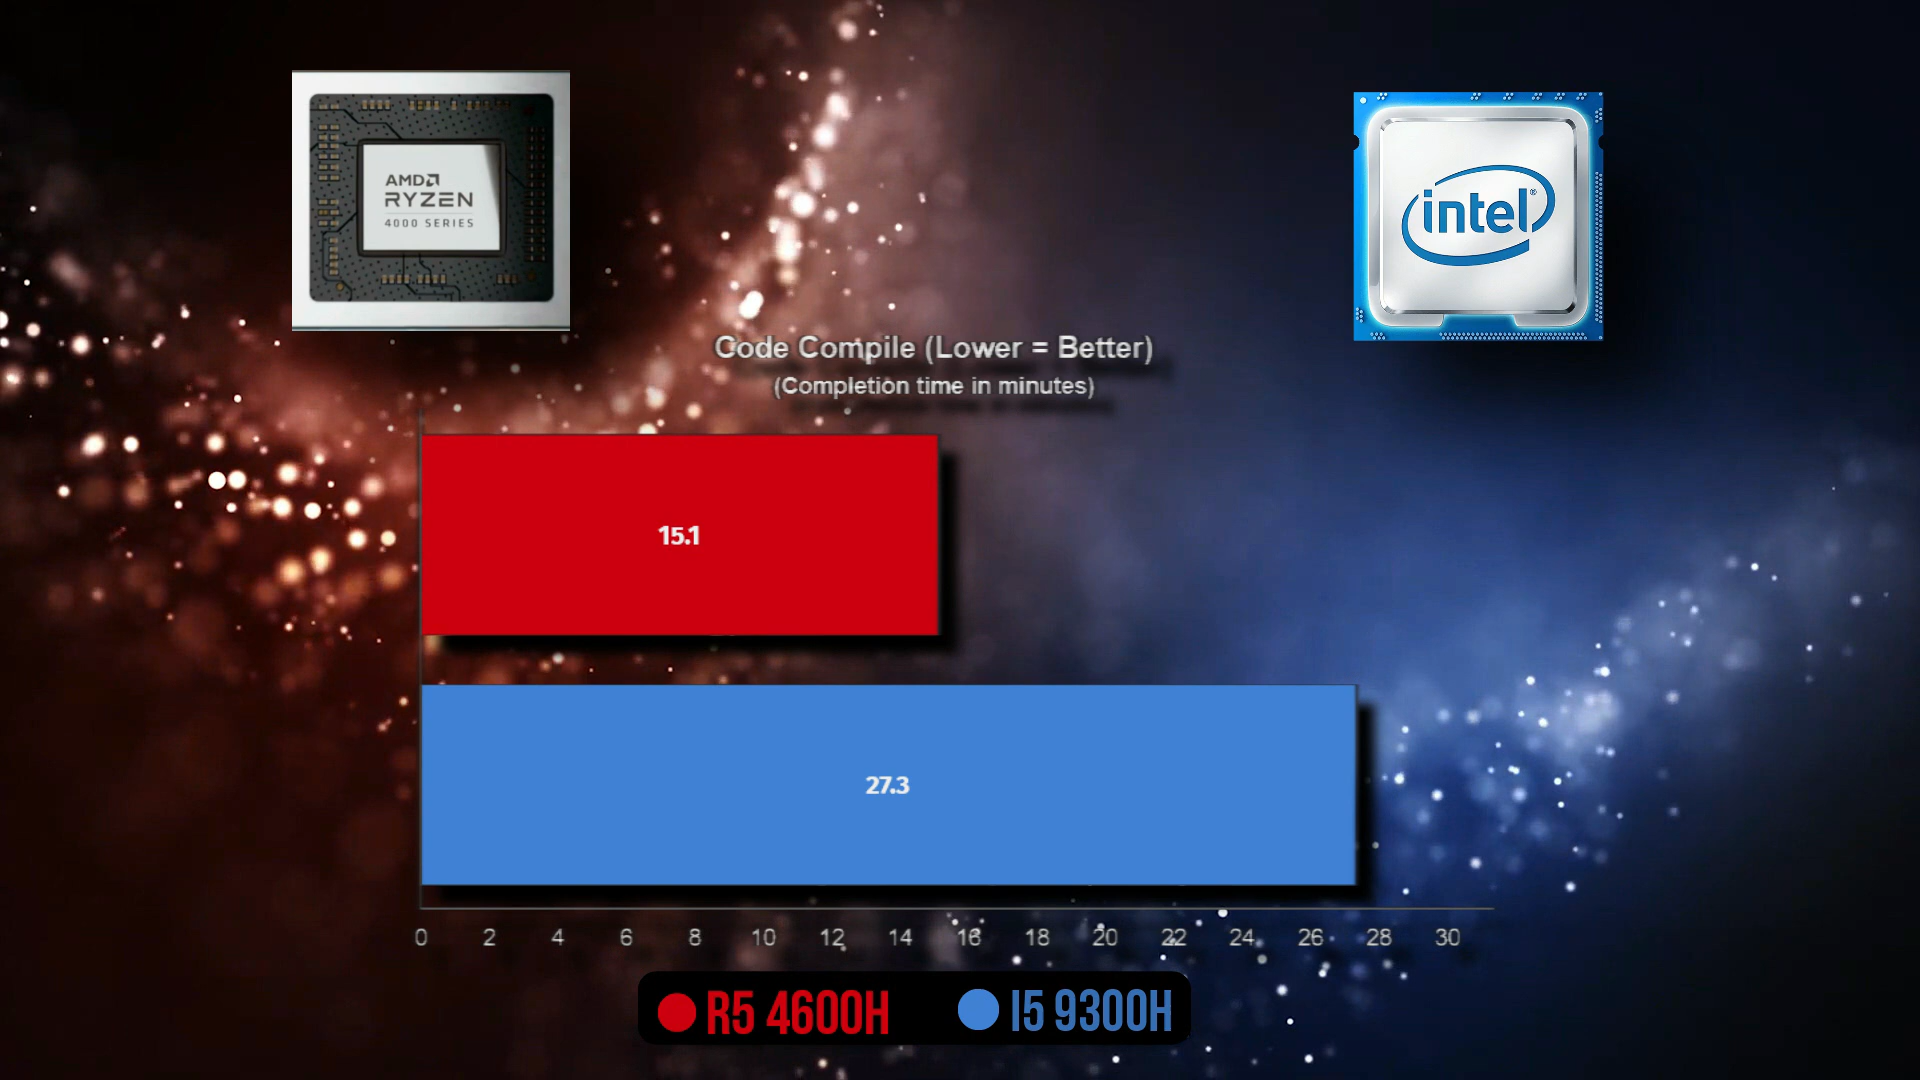 AMD
RYZEN
4000 SERIES
intel®
Code Compile (Lower = Better)
(Completion time in minutes)
15.1
27.3
0 2 4 6 8 10 12 14 16 18 20 22 24 26 28 30
R5 4600H I5 9300H